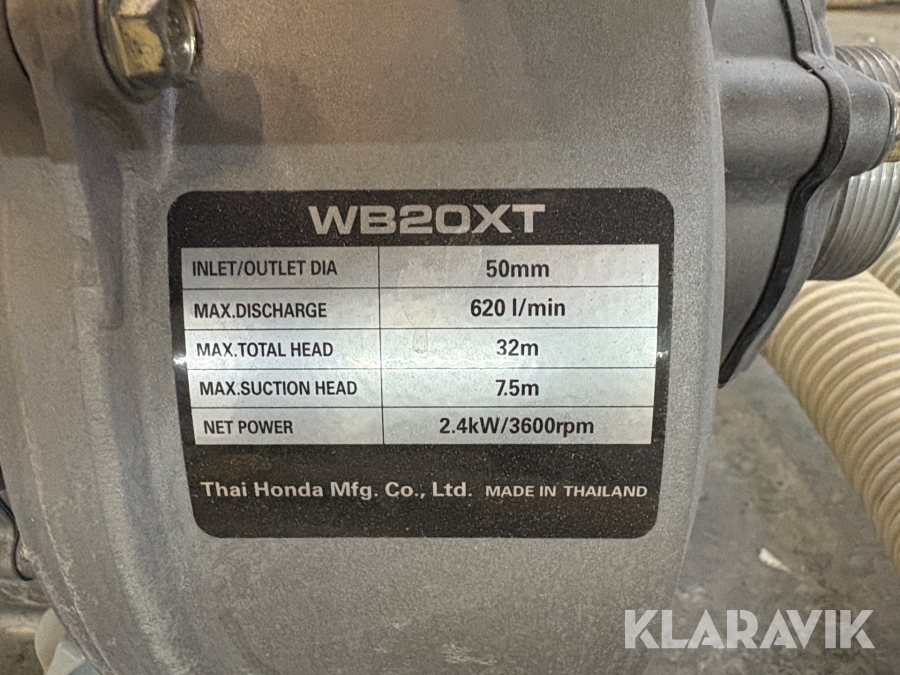 WB20XT
INLET/OUTLET DIA 50mm
MAX.DISCHARGE 620 l/min
MAX.TOTAL HEAD 32m
MAX.SUCTION HEAD 7.5m
NET POWER 2.4kW/3600rpm
Thai Honda Mfg. Co., Ltd. MADE IN THAILAND
KLARAVIK